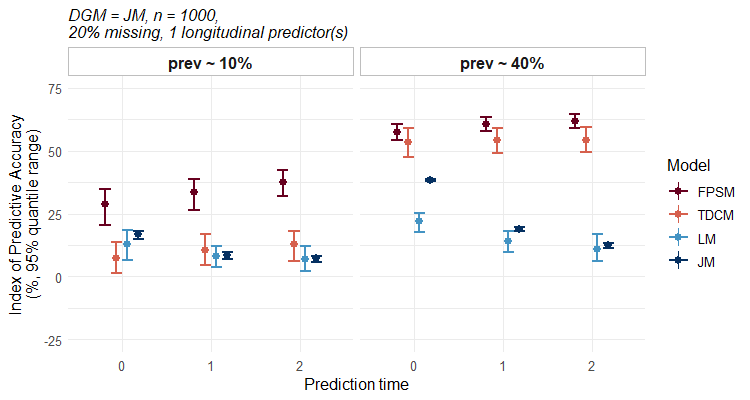 DGM = JM, n = 1000,
20% missing, 1 longitudinal predictor(s)
prev ~ 10%
prev ~ 40%
Index of Predictive Accuracy
(%, 95% quantile range)
75
50
25
0
-25
0 1 2
0 1 2
Prediction time
Model
FPSM
TDCM
LM
JM